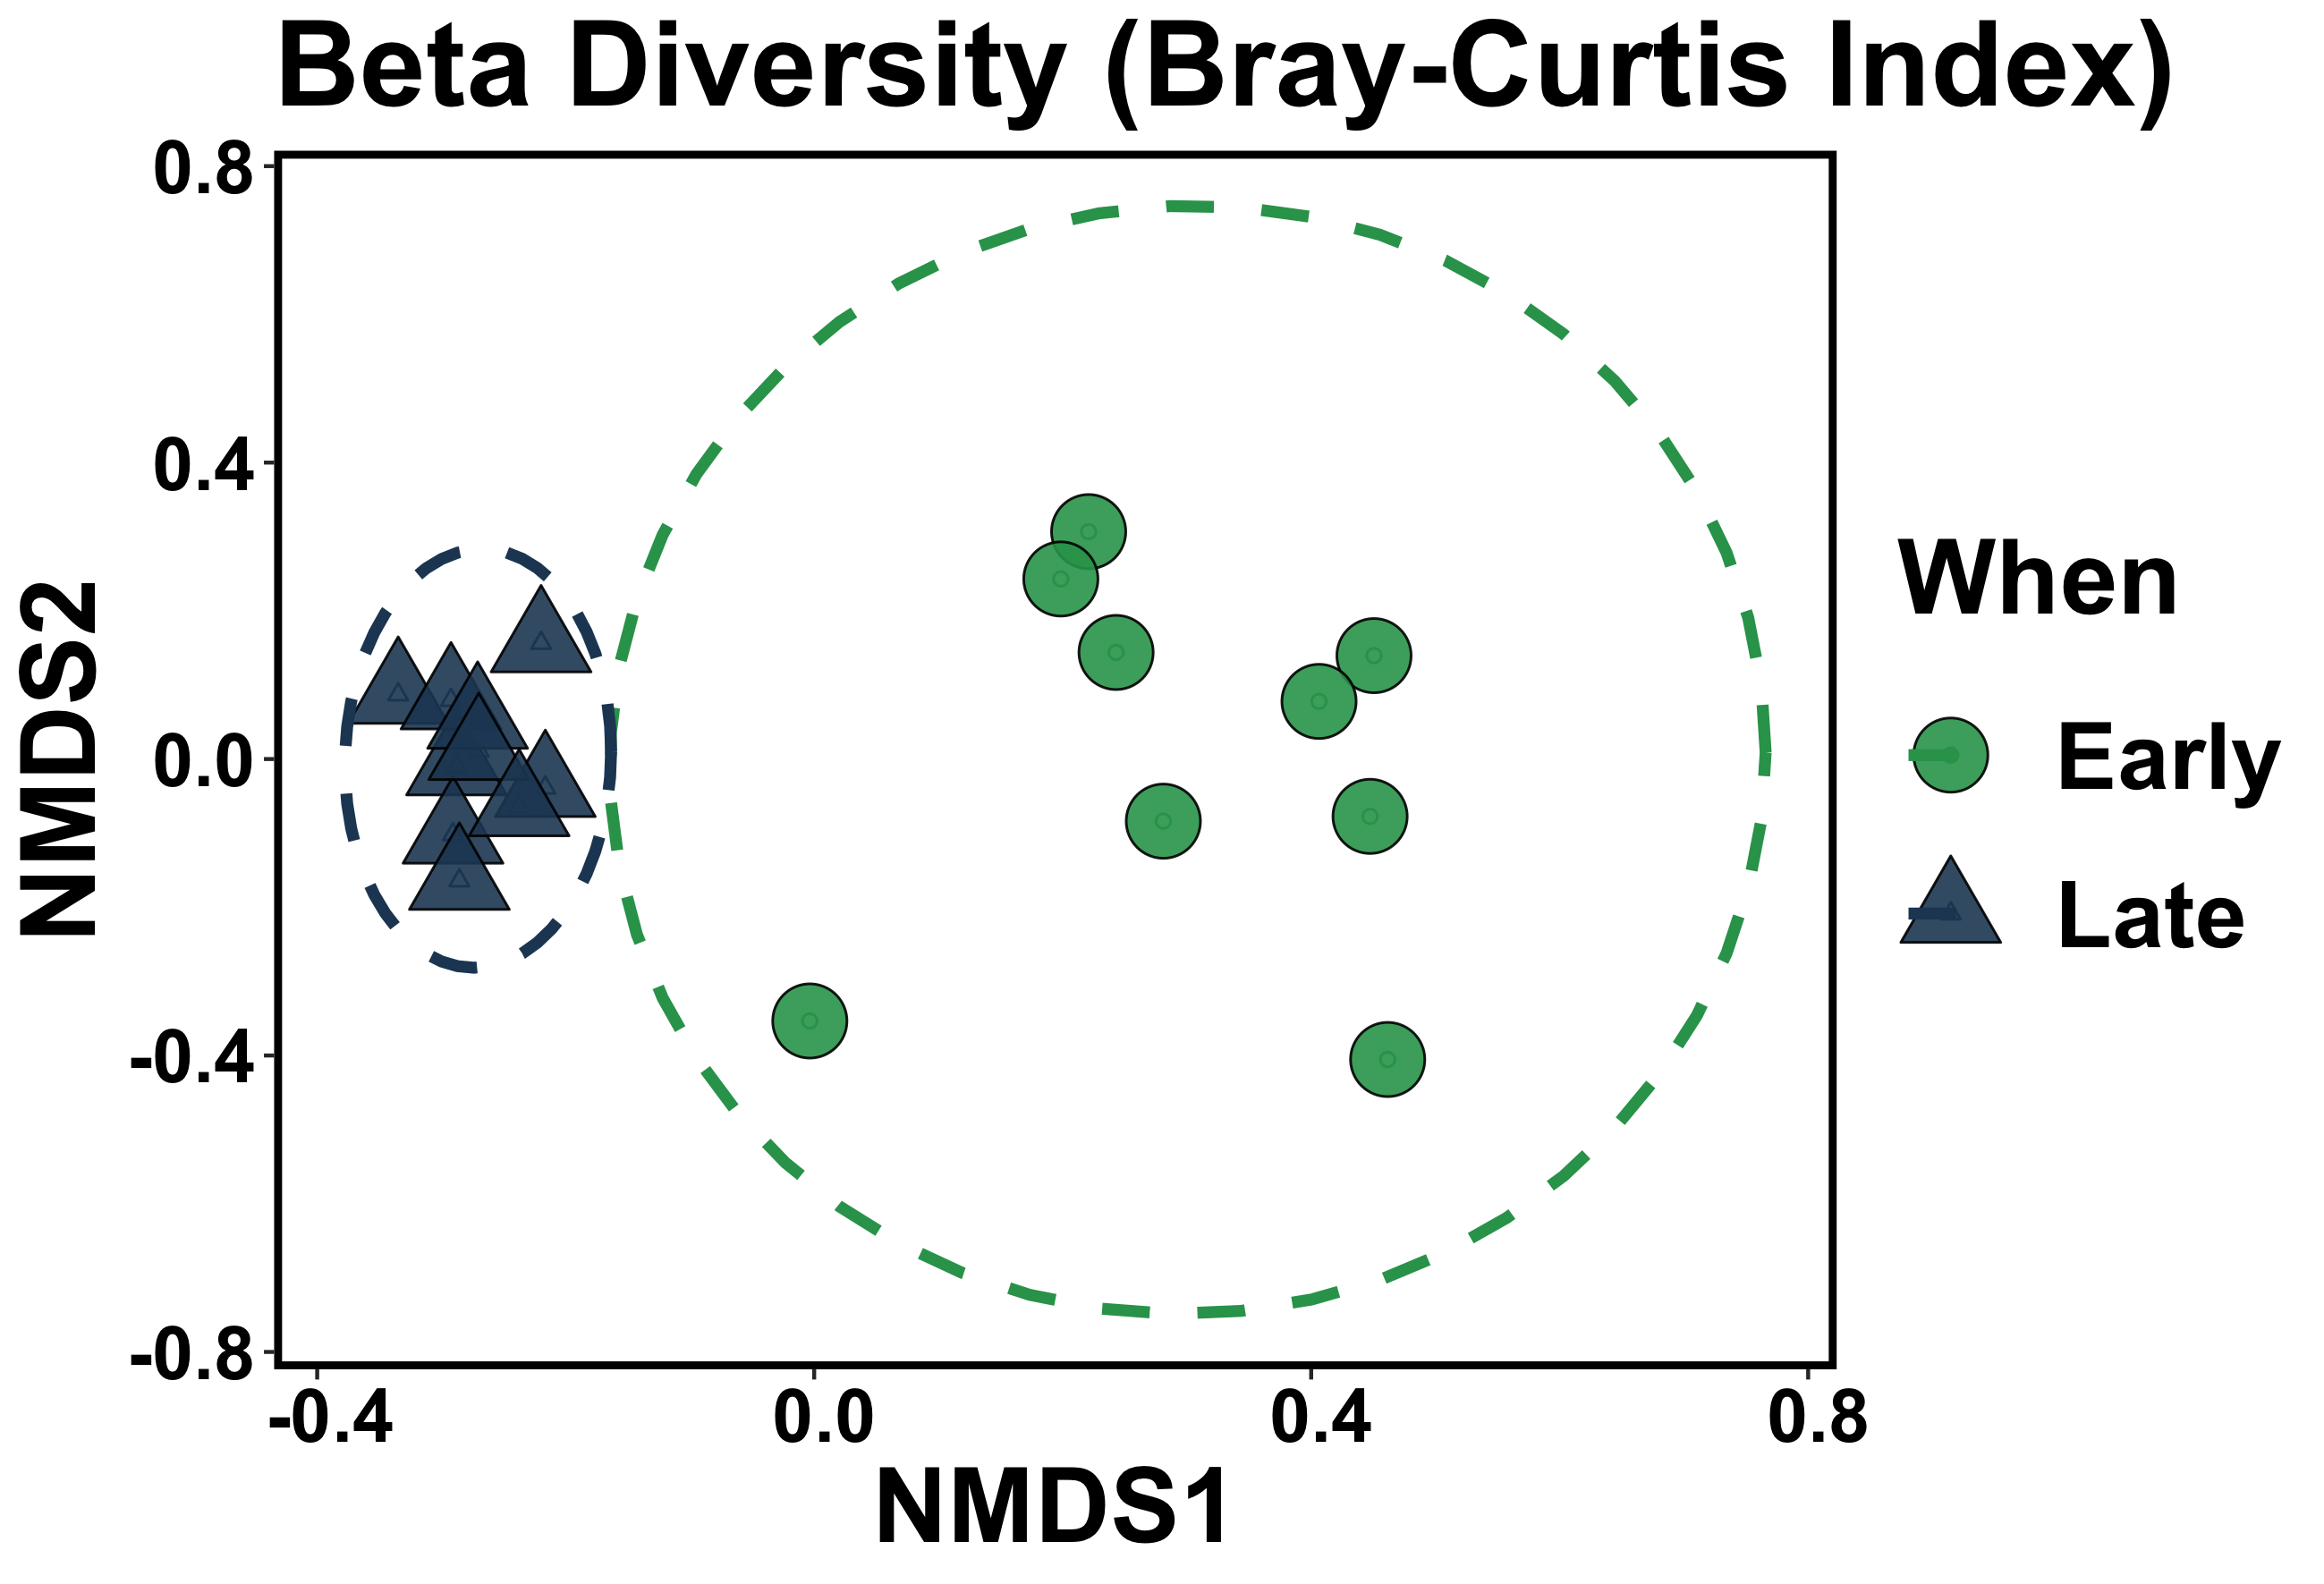 Beta Diversity (Bray-Curtis Index)
0.8
0.4
0.0
-0.4
-0.8
NMDS2
-0.4 0.0 0.4 0.8
NMDS1
When
Early
Late